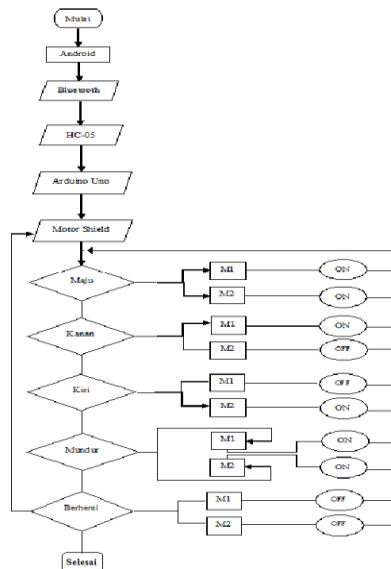 Mulai
Android
Bluetooth
HC-05
Arduino Uno
Motor Shield
Maju
M1
ON
M2
ON
Kanan
M1
ON
M2
OFF
Kiri
M1
OFF
M2
ON
Mundur
M1
ON
M2
ON
Berhenti
M1
OFF
M2
OFF
Selesai